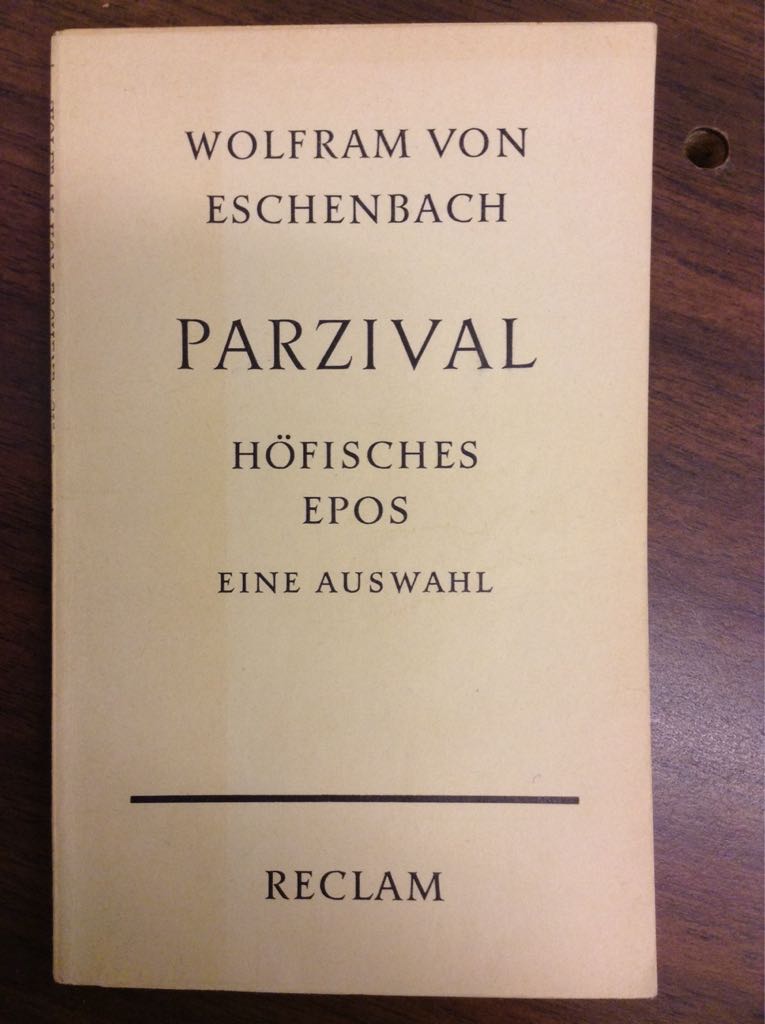 WOLFRAM VON
ESCHENBACH
PARZIVAL
HÖFISCHES
EPOS
EINE AUSWAHL
RECLAM